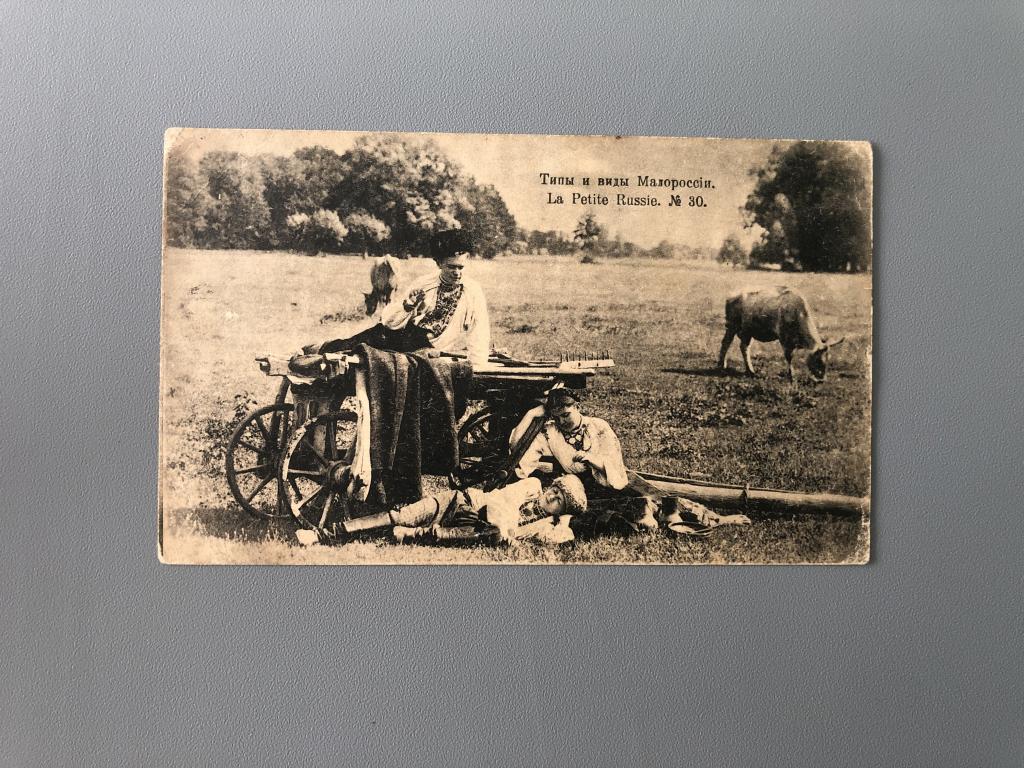 Типы и виды Малороссіи.
La Petite Russie. № 30.